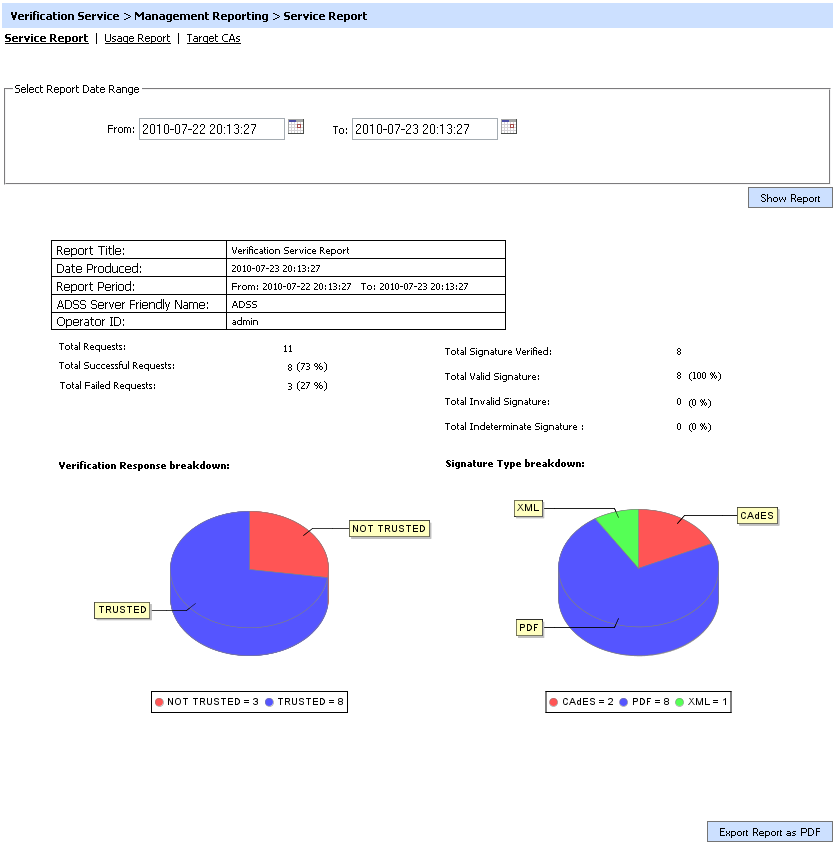 Verification Service > Management Reporting > Service Report
Service Report | Usage Report | Target CAs
Select Report Date Range
From: 2010-07-22 20:13:27 To: 2010-07-23 20:13:27
Show Report
Report Title: Verification Service Report
Date Produced: 2010-07-23 20:13:27
Report Period: From: 2010-07-22 20:13:27 To: 2010-07-23 20:13:27
ADSS Server Friendly Name: ADSS
Operator ID: admin
Total Requests: 11
Total Successful Requests: 8 (73 %)
Total Failed Requests: 3 (27 %)
Total Signature Verified: 8
Total Valid Signature: 8 (100 %)
Total Invalid Signature: 0 (0 %)
Total Indeterminate Signature : 0 (0 %)
Verification Response breakdown:
NOT TRUSTED
TRUSTED
NOT TRUSTED = 3 TRUSTED = 8
Signature Type breakdown:
XML
CAdES
PDF
CAdES = 2 PDF = 8 XML = 1
Export Report as PDF